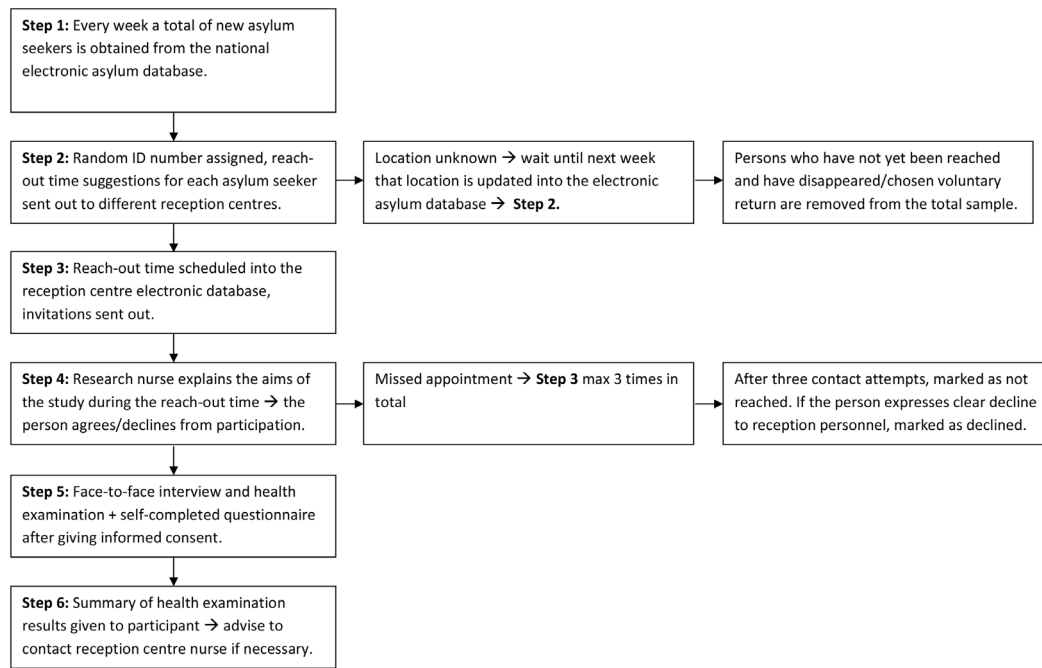 Step 1: Every week a total of new asylum
seekers is obtained from the national
electronic asylum database.
Step 2: Random ID number assigned, reach-
out time suggestions for each asylum seeker
sent out to different reception centres.
Location unknown → wait until next week
that location is updated into the electronic
asylum database → Step 2.
Persons who have not yet been reached
and have disappeared/chosen voluntary
return are removed from the total sample.
Step 3: Reach-out time scheduled into the
reception centre electronic database,
invitations sent out.
Step 4: Research nurse explains the aims of
the study during the reach-out time → the
person agrees/declines from participation.
Missed appointment → Step 3 max 3 times in
total
After three contact attempts, marked as not
reached. If the person expresses clear decline
to reception personnel, marked as declined.
Step 5: Face-to-face interview and health
examination + self-completed questionnaire
after giving informed consent.
Step 6: Summary of health examination
results given to participant → advise to
contact reception centre nurse if necessary.